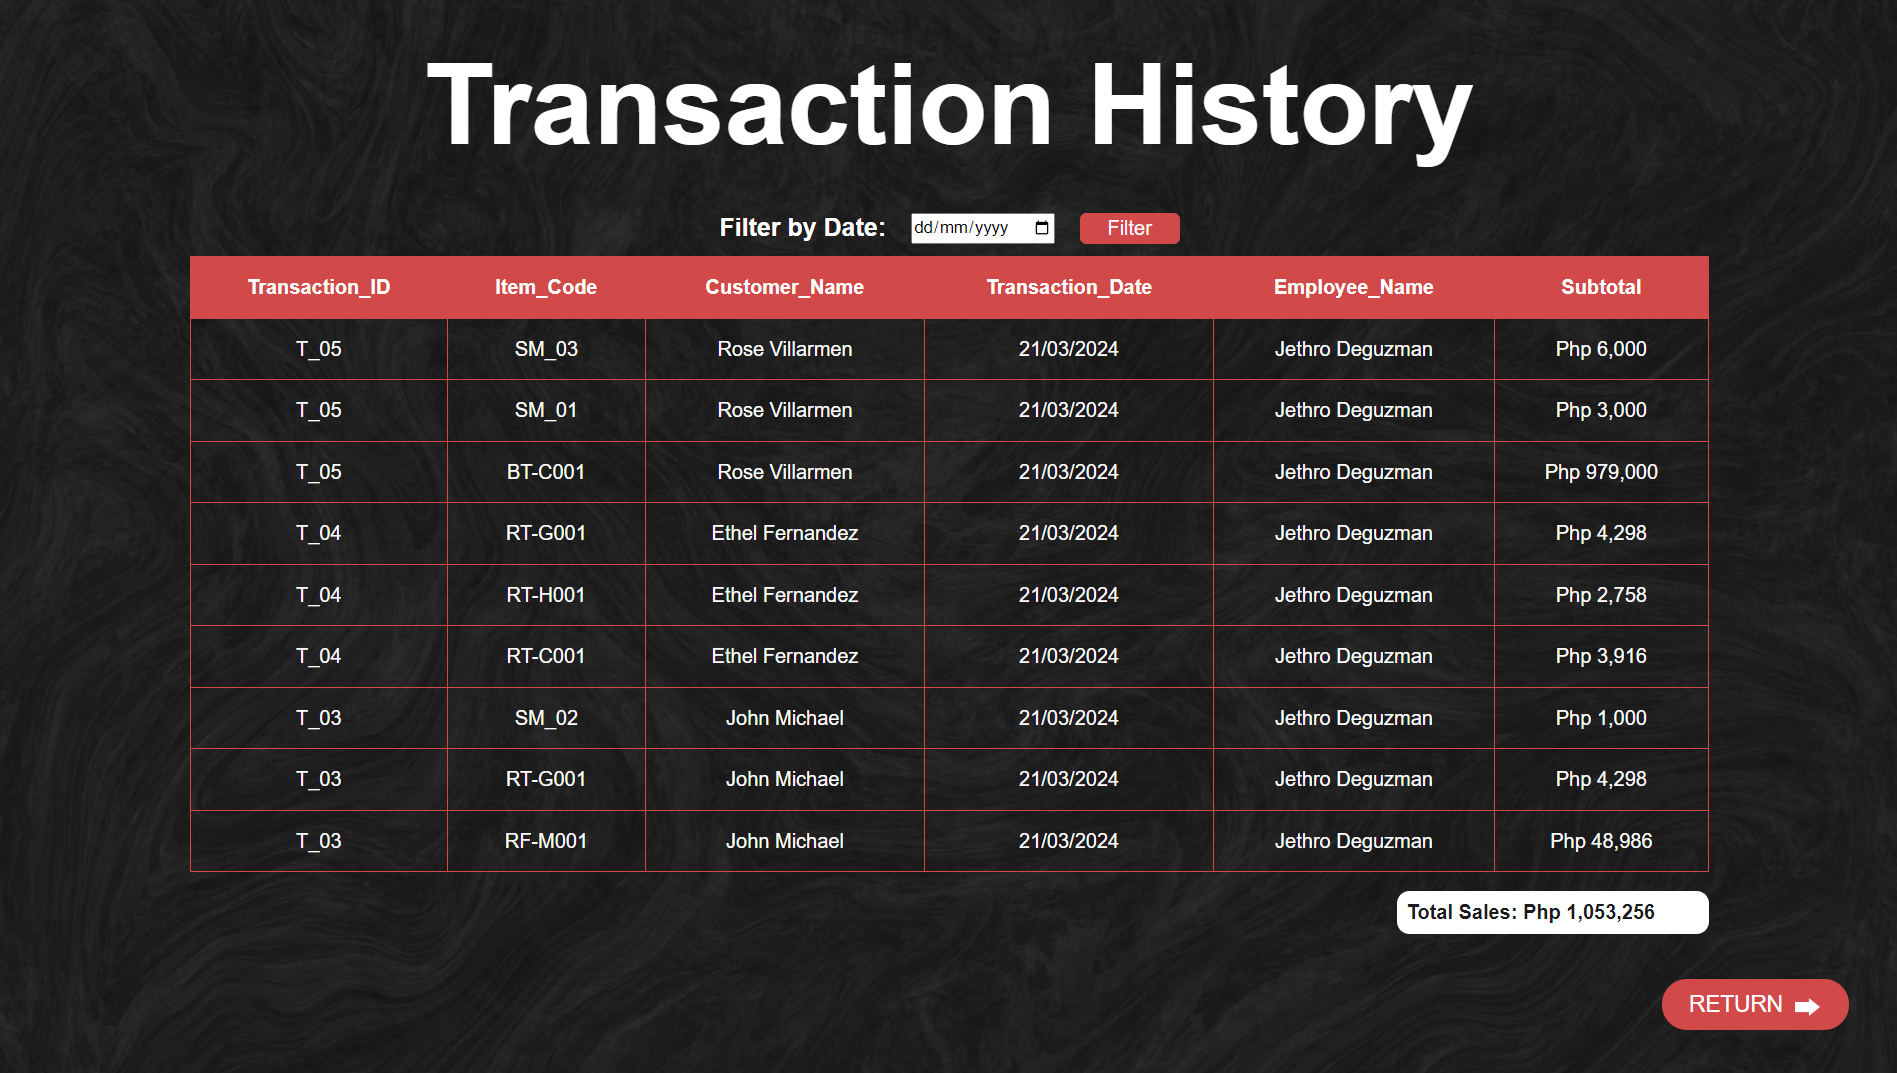 Transaction History
Filter by Date: dd/mm/yyyy Filter
Transaction_ID Item_Code Customer_Name Transaction_Date Employee_Name Subtotal
T_05 SM_03 Rose Villarmen 21/03/2024 Jethro Deguzman Php 6,000
T_05 SM_01 Rose Villarmen 21/03/2024 Jethro Deguzman Php 3,000
T_05 BT-C001 Rose Villarmen 21/03/2024 Jethro Deguzman Php 979,000
T_04 RT-G001 Ethel Fernandez 21/03/2024 Jethro Deguzman Php 4,298
T_04 RT-H001 Ethel Fernandez 21/03/2024 Jethro Deguzman Php 2,758
T_04 RT-C001 Ethel Fernandez 21/03/2024 Jethro Deguzman Php 3,916
T_03 SM_02 John Michael 21/03/2024 Jethro Deguzman Php 1,000
T_03 RT-G001 John Michael 21/03/2024 Jethro Deguzman Php 4,298
T_03 RF-M001 John Michael 21/03/2024 Jethro Deguzman Php 48,986
Total Sales: Php 1,053,256
RETURN